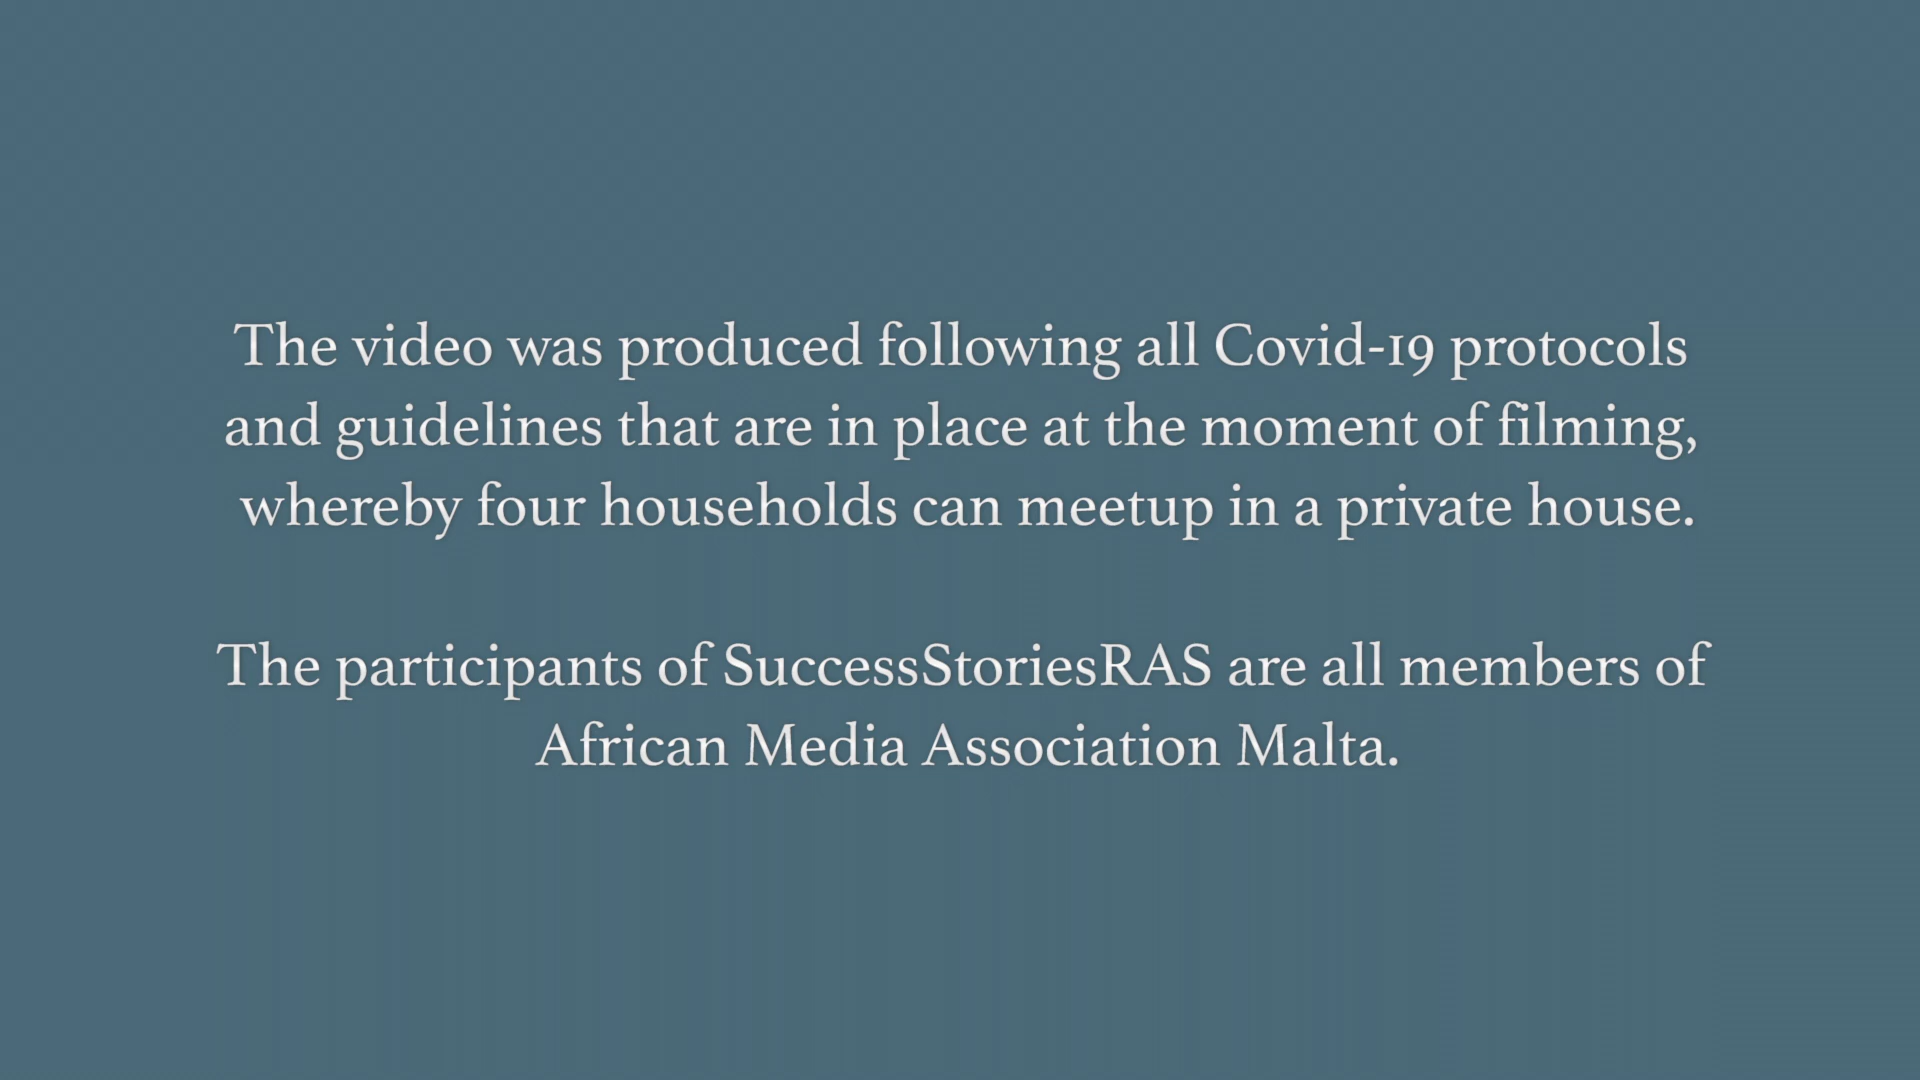 The video was produced following all Covid-19 protocols
and guidelines that are in place at the moment of filming,
whereby four households can meetup in a private house.
The participants of SuccessStoriesRAS are all members of
African Media Association Malta.